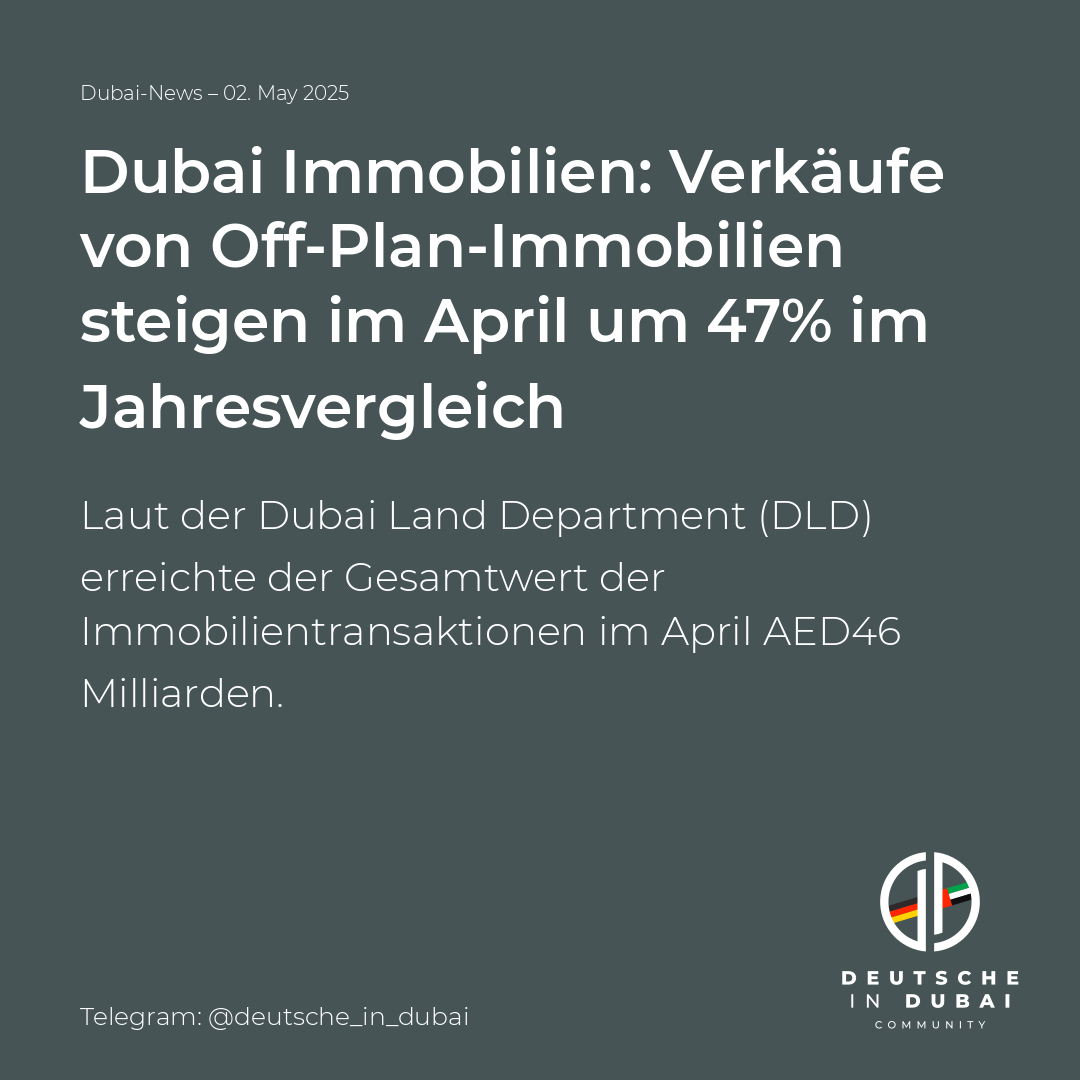 Dubai-News – 02. May 2025
Dubai Immobilien: Verkäufe
von Off-Plan-Immobilien
steigen im April um 47% im
Jahresvergleich
Laut der Dubai Land Department (DLD)
erreichte der Gesamtwert der
Immobilientransaktionen im April AED46
Milliarden.
DEUTSCHE
IN DUBAI
COMMUNITY
Telegram: @deutsche_in_dubai